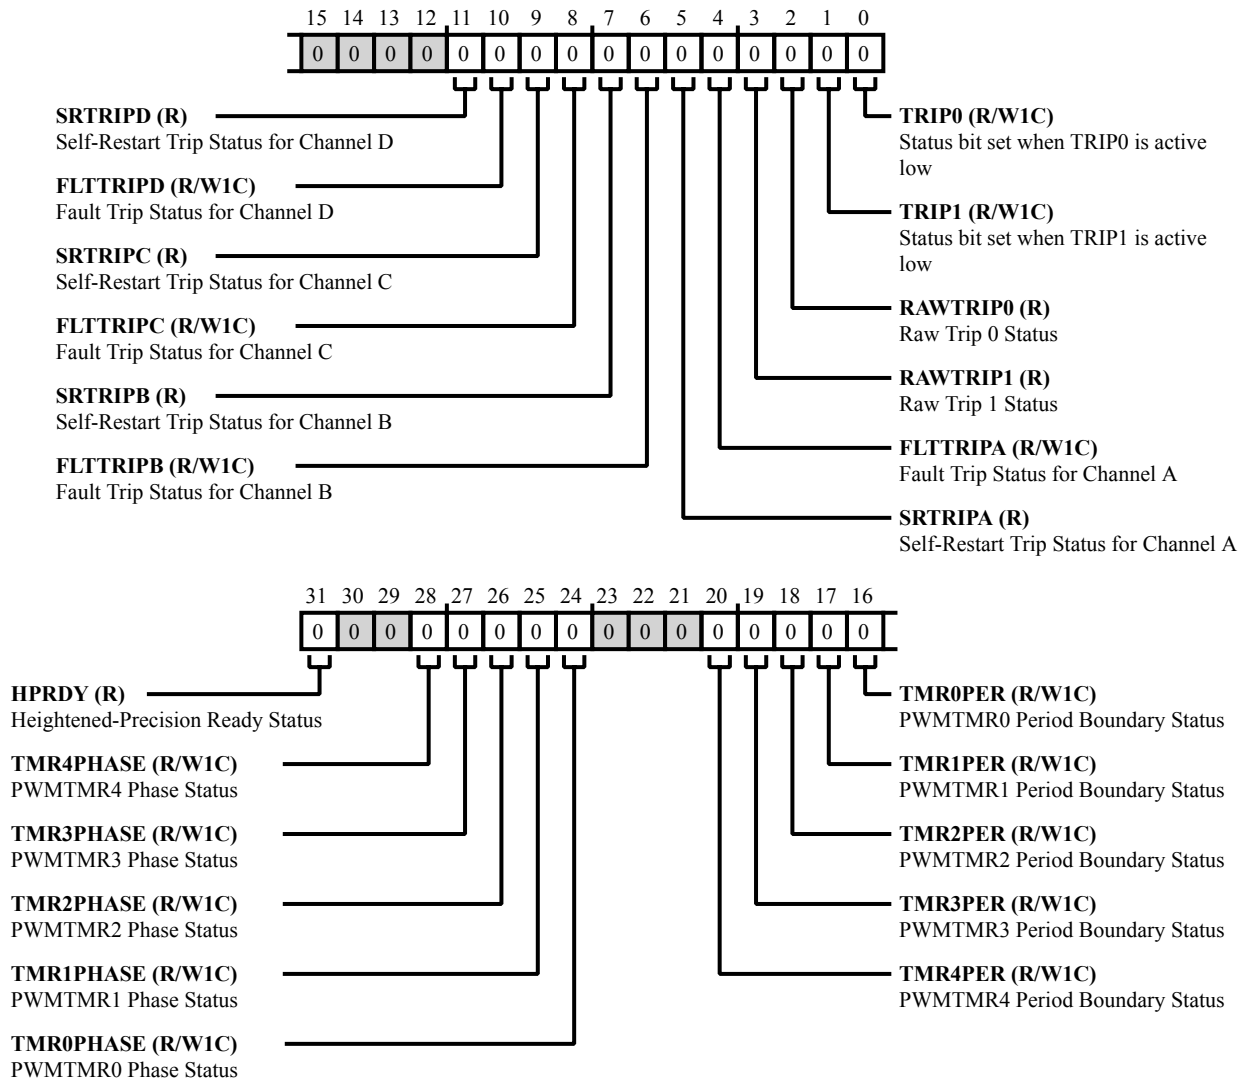 15 14 13 12 11 10 9 8 7 6 5 4 3 2 1 0
0 0 0 0 0 0 0 0 0 0 0 0 0 0 0 0
SRTRIPD (R)
Self-Restart Trip Status for Channel D
FLTTRIPD (R/W1C)
Fault Trip Status for Channel D
SRTRIPC (R)
Self-Restart Trip Status for Channel C
FLTTRIPC (R/W1C)
Fault Trip Status for Channel C
SRTRIPB (R)
Self-Restart Trip Status for Channel B
FLTTRIPB (R/W1C)
Fault Trip Status for Channel B
TRIP0 (R/W1C)
Status bit set when TRIP0 is active
low
TRIP1 (R/W1C)
Status bit set when TRIP1 is active
low
RAWTRIP0 (R)
Raw Trip 0 Status
RAWTRIP1 (R)
Raw Trip 1 Status
FLTTRIPA (R/W1C)
Fault Trip Status for Channel A
SRTRIPA (R)
Self-Restart Trip Status for Channel A
31 30 29 28 27 26 25 24 23 22 21 20 19 18 17 16
0 0 0 0 0 0 0 0 0 0 0 0 0 0 0 0
HPRDY (R)
Heightened-Precision Ready Status
TMR4PHASE (R/W1C)
PWMTMR4 Phase Status
TMR3PHASE (R/W1C)
PWMTMR3 Phase Status
TMR2PHASE (R/W1C)
PWMTMR2 Phase Status
TMR1PHASE (R/W1C)
PWMTMR1 Phase Status
TMR0PHASE (R/W1C)
PWMTMR0 Phase Status
TMR0PER (R/W1C)
PWMTMR0 Period Boundary Status
TMR1PER (R/W1C)
PWMTMR1 Period Boundary Status
TMR2PER (R/W1C)
PWMTMR2 Period Boundary Status
TMR3PER (R/W1C)
PWMTMR3 Period Boundary Status
TMR4PER (R/W1C)
PWMTMR4 Period Boundary Status